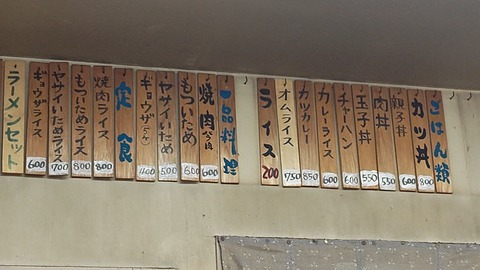 ごはん類
カツ丼 800
親子丼 600
肉丼 550
玉子丼 550
チャーハン 600
カレーライス 600
カツカレー 850
オムライス 750
ライス 200
一品料理
焼肉 600
もついため 600
ヤサイいため 500
ギョウザ 400
定食
焼肉ライス 800
もついためライス 800
ヤサイいためライス 700
ギョウザライス 600
ラーメンセット